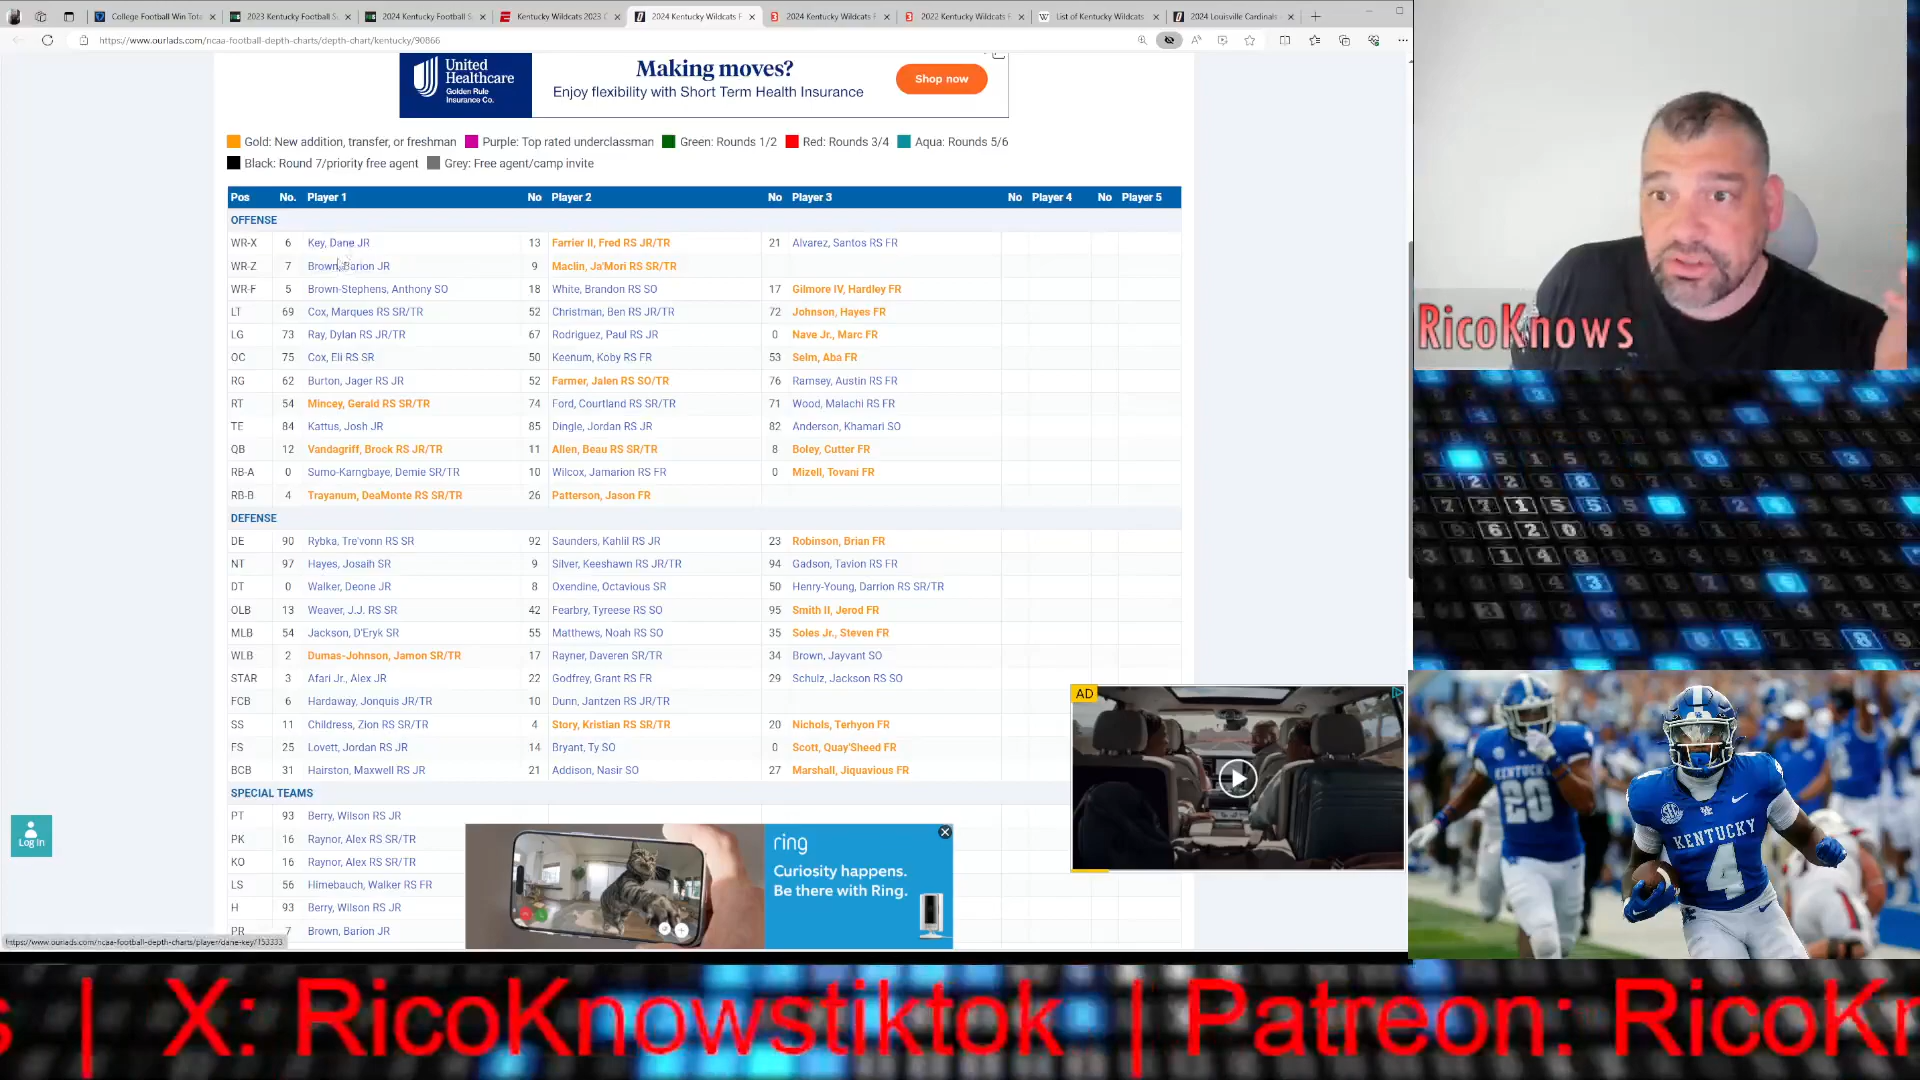 College Football Win Tota
2023 Kentucky Football S
2024 Kentucky Football S
Kentucky Wildcats 2023 C
2024 Kentucky Wildcats F
2024 Kentucky Wildcats F
2022 Kentucky Wildcats F
List of Kentucky Wildcats
2024 Louisville Cardinals
https://www.ourlads.com/ncaa-football-depth-charts/depth-chart/kentucky/90866
United
Healthcare
Golden Rule
Insurance Co.
Making moves?
Enjoy flexibility with Short Term Health Insurance
Shop now
Gold: New addition, transfer, or freshman Purple: Top rated underclassman Green: Rounds 1/2 Red: Rounds 3/4 Aqua: Rounds 5/6
Black: Round 7/priority free agent Grey: Free agent/camp invite
Pos No. Player 1 No Player 2 No Player 3 No Player 4 No Player 5
OFFENSE
WR-X 6 Key, Dane JR 13 Farrier II, Fred RS JR/TR 21 Alvarez, Santos RS FR
WR-Z 7 Brown, Barion JR 9 Maclin, Ja'Mori RS SR/TR
WR-F 5 Brown-Stephens, Anthony SO 18 White, Brandon RS SO 17 Gilmore IV, Hardley FR
LT 69 Cox, Marques RS SR/TR 52 Christman, Ben RS JR/TR 72 Johnson, Hayes FR
LG 73 Ray, Dylan RS JR/TR 67 Rodriguez, Paul RS JR 0 Nave Jr., Marc FR
OC 75 Cox, Eli RS SR 50 Keenum, Koby RS FR 53 Selm, Aba FR
RG 62 Burton, Jager RS JR 52 Farmer, Jalen RS SO/TR 76 Ramsey, Austin RS FR
RT 54 Mincey, Gerald RS SR/TR 74 Ford, Courtland RS SR/TR 71 Wood, Malachi RS FR
TE 84 Kattus, Josh JR 85 Dingle, Jordan RS JR 82 Anderson, Khamari SO
QB 12 Vandagriff, Brock RS JR/TR 11 Allen, Beau RS SR/TR 8 Boley, Cutter FR
RB-A 0 Sumo-Karngbaye, Demie SR/TR 10 Wilcox, Jamarion RS FR 0 Mizell, Tovani FR
RB-B 4 Trayanum, DeaMonte RS SR/TR 26 Patterson, Jason FR
DEFENSE
DE 90 Rybka, Tre'vonn RS SR 92 Saunders, Kahlil RS JR 23 Robinson, Brian FR
NT 97 Hayes, Josaih SR 9 Silver, Keeshawn RS JR/TR 94 Gadson, Tavion RS FR
DT 0 Walker, Deone JR 8 Oxendine, Octavious SR 50 Henry-Young, Darrion RS SR/TR
OLB 13 Weaver, J.J. RS SR 42 Fearbry, Tyreese RS SO 95 Smith II, Jerod FR
MLB 54 Jackson, D'Eryk SR 55 Matthews, Noah RS SO 35 Soles Jr., Steven FR
WLB 2 Dumas-Johnson, Jamon SR/TR 17 Rayner, Daveren SR/TR 34 Brown, Jayvant SO
STAR 3 Afari Jr., Alex JR 22 Godfrey, Grant RS FR 29 Schulz, Jackson RS SO
FCB 6 Hardaway, Jonquis JR/TR 10 Dunn, Jantzen RS JR/TR
SS 11 Childress, Zion RS SR/TR 4 Story, Kristian RS SR/TR 20 Nichols, Terhyon FR
FS 25 Lovett, Jordan RS JR 14 Bryant, Ty SO 0 Scott, Quay'Sheed FR
BCB 31 Hairston, Maxwell RS JR 21 Addison, Nasir SO 27 Marshall, Jiquavious FR
SPECIAL TEAMS
PT 93 Berry, Wilson RS JR
PK 16 Raynor, Alex RS SR/TR
KO 16 Raynor, Alex RS SR/TR
LS 56 Himebauch, Walker RS FR
H 93 Berry, Wilson RS JR
PR 7 Brown, Barion JR
Log In
https://www.ourlads.com/ncaa-football-depth-charts/player/dane-key/153333
ring
Curiosity happens.
Be there with Ring.
AD
RicoKnows
KENTUCKY
20
SEC
KENTUCKY
4
s | X: RicoKnowstiktok | Patreon: RicoKn